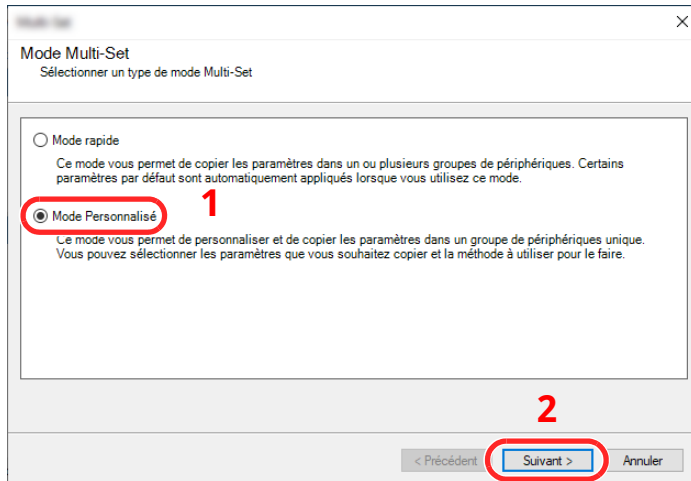 Mode Multi-Set
Sélectionner un type de mode Multi-Set
Mode rapide
Ce mode vous permet de copier les paramètres dans un ou plusieurs groupes de périphériques. Certains
paramètres par défaut sont automatiquement appliqués lorsque vous utilisez ce mode.
1
Mode Personnalisé
Ce mode vous permet de personnaliser et de copier les paramètres dans un groupe de périphériques unique.
Vous pouvez sélectionner les paramètres que vous souhaitez copier et la méthode à utiliser pour le faire.
2
< Précédent
Suivant >
Annuler